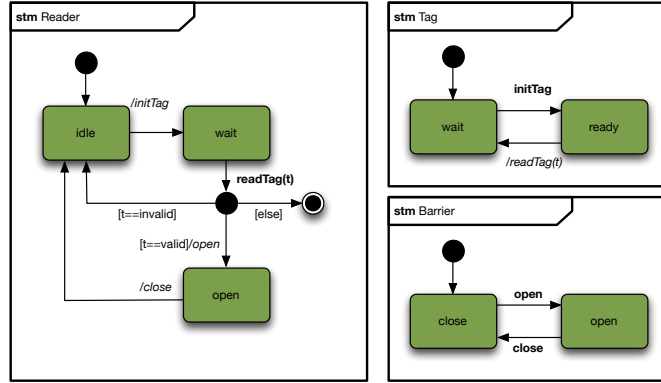 stm Reader
/initTag
idle
wait
readTag(t)
[t==invalid]
[else]
[t==valid]/open
/close
open
stm Tag
initTag
wait
ready
/readTag(t)
stm Barrier
open
close
open
close